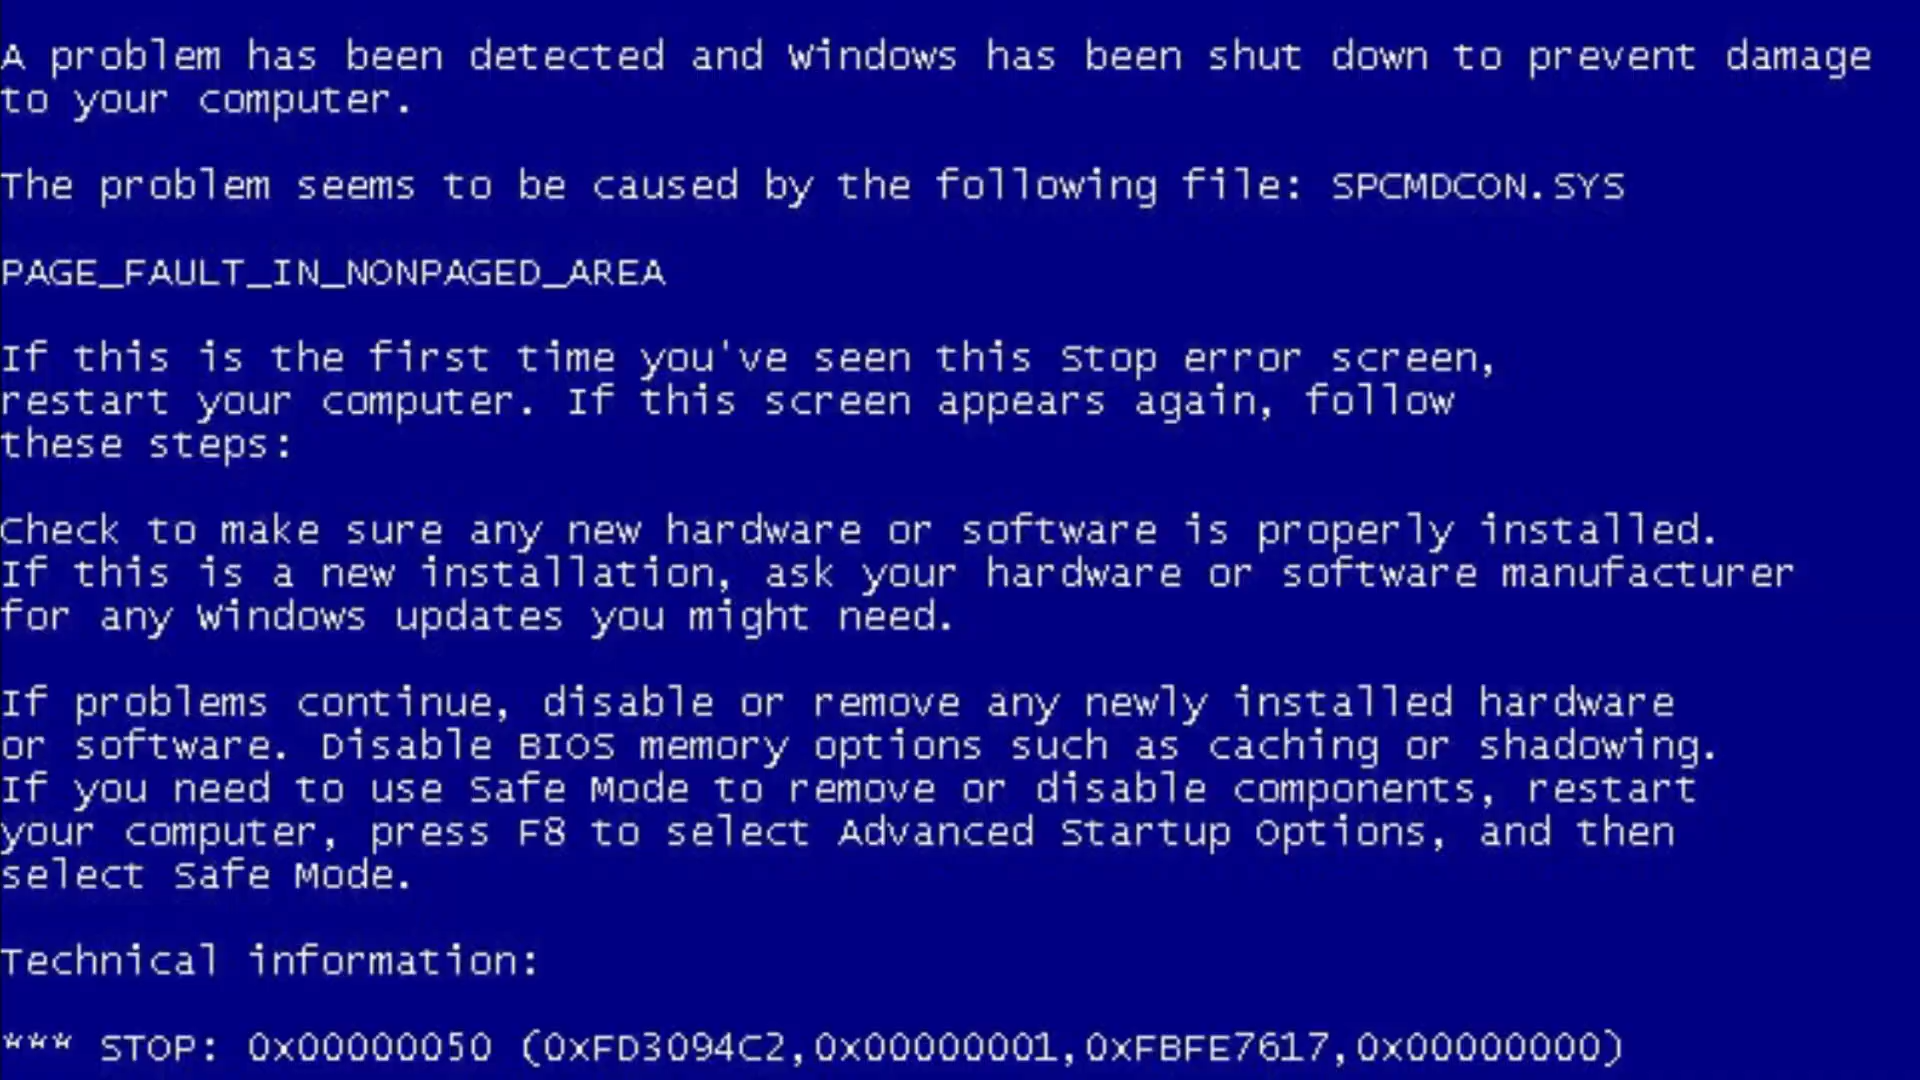 A problem has been detected and Windows has been shut down to prevent damage
to your computer.
The problem seems to be caused by the following file: SPCMDCON.SYS
PAGE_FAULT_IN_NONPAGED_AREA
If this is the first time you've seen this Stop error screen,
restart your computer. If this screen appears again, follow
these steps:
Check to make sure any new hardware or software is properly installed.
If this is a new installation, ask your hardware or software manufacturer
for any Windows updates you might need.
If problems continue, disable or remove any newly installed hardware
or software. Disable BIOS memory options such as caching or shadowing.
If you need to use Safe Mode to remove or disable components, restart
your computer, press F8 to select Advanced Startup Options, and then
select Safe Mode.
Technical information:
*** STOP: 0x00000050 (0xFD3094C2,0x00000001,0xFBFE7617,0x00000000)